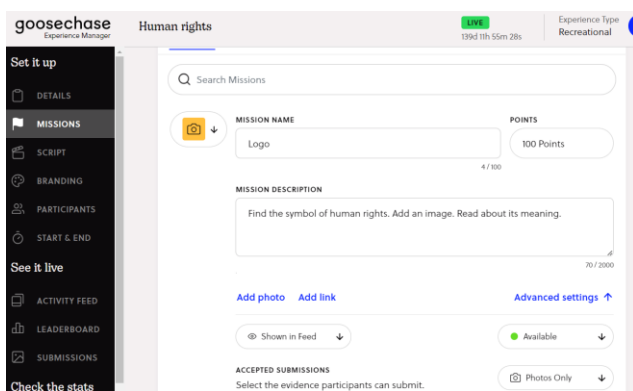 goosechase
Experience Manager
Human rights
LIVE
139d 11h 55m 28s
Experience Type
Recreational
Set it up
DETAILS
MISSIONS
SCRIPT
BRANDING
PARTICIPANTS
START & END
See it live
ACTIVITY FEED
LEADERBOARD
SUBMISSIONS
Check the stats
Search Missions
MISSION NAME
POINTS
Logo
100 Points
4 / 100
MISSION DESCRIPTION
Find the symbol of human rights. Add an image. Read about its meaning.
70 / 2000
Add photo Add link Advanced settings
Shown in Feed
Available
ACCEPTED SUBMISSIONS
Select the evidence participants can submit.
Photos Only